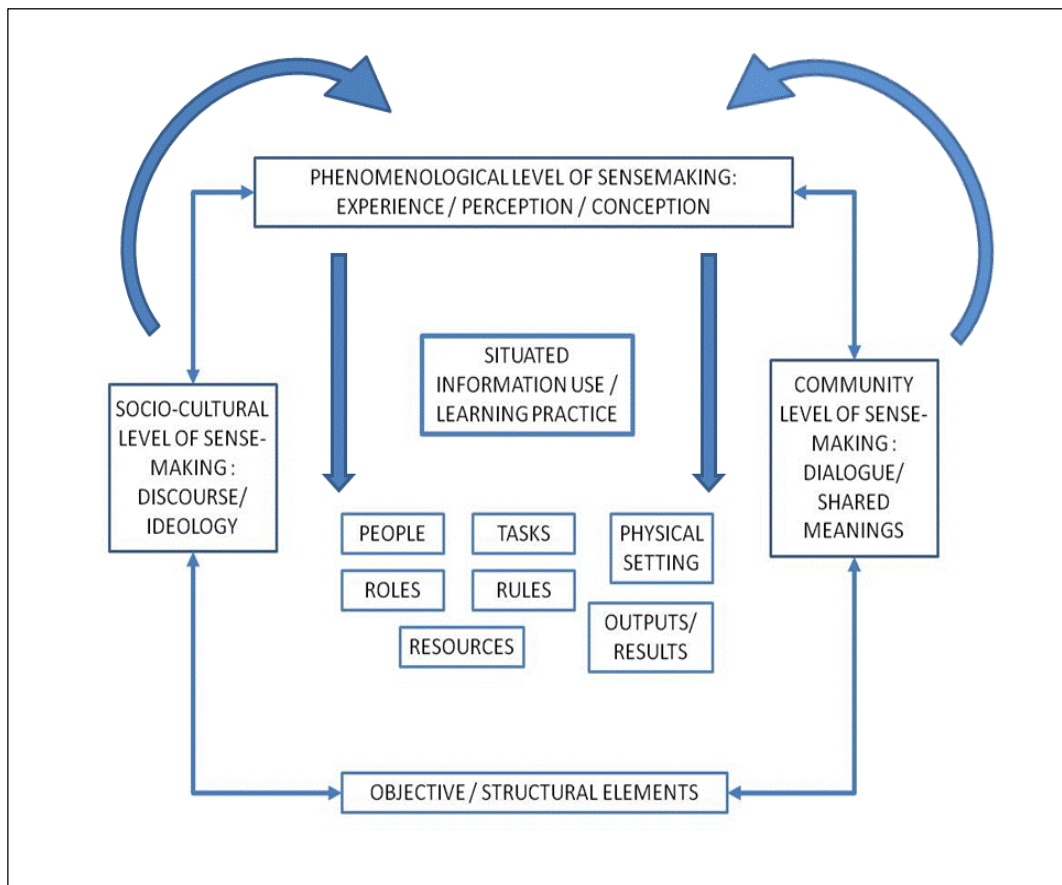 PHENOMENOLOGICAL LEVEL OF SENSEMAKING:
EXPERIENCE / PERCEPTION / CONCEPTION
SITUATED
INFORMATION USE /
LEARNING PRACTICE
SOCIO-CULTURAL
LEVEL OF SENSE-
MAKING :
DISCOURSE/
IDEOLOGY
COMMUNITY
LEVEL OF SENSE-
MAKING :
DIALOGUE/
SHARED
MEANINGS
PEOPLE
TASKS
PHYSICAL
SETTING
ROLES
RULES
OUTPUTS/
RESULTS
RESOURCES
OBJECTIVE / STRUCTURAL ELEMENTS